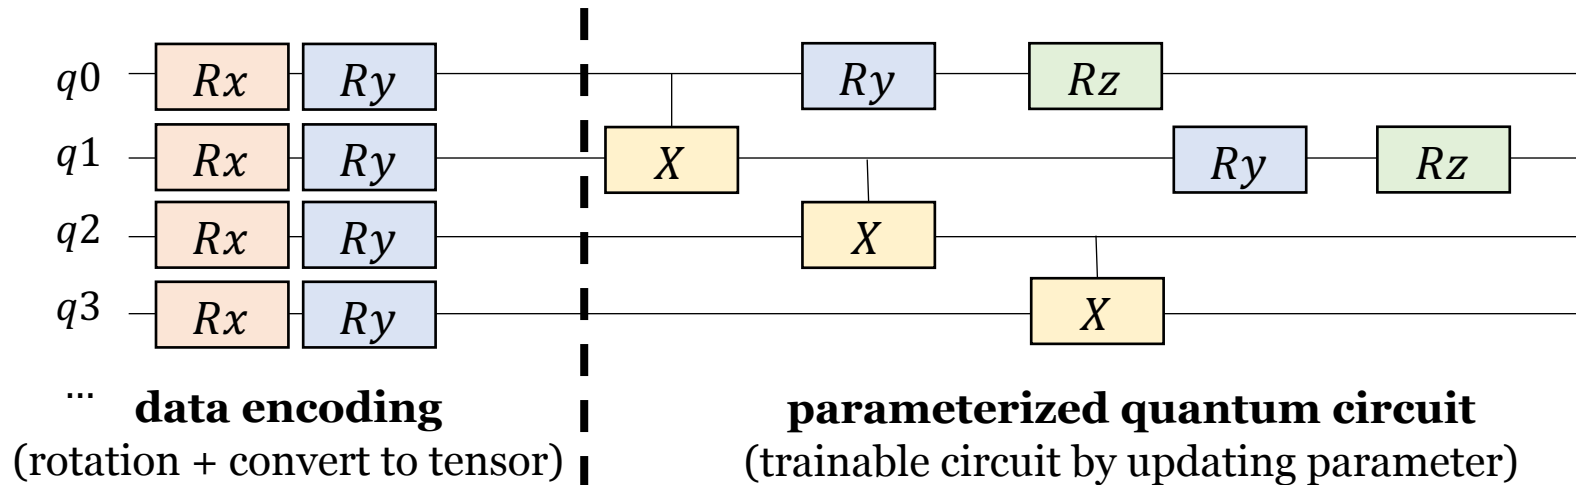 q0 Rx Ry Ry Rz
q1 Rx Ry X Ry Rz
q2 Rx Ry X
q3 Rx Ry X
...
data encoding
(rotation + convert to tensor)
parameterized quantum circuit
(trainable circuit by updating parameter)